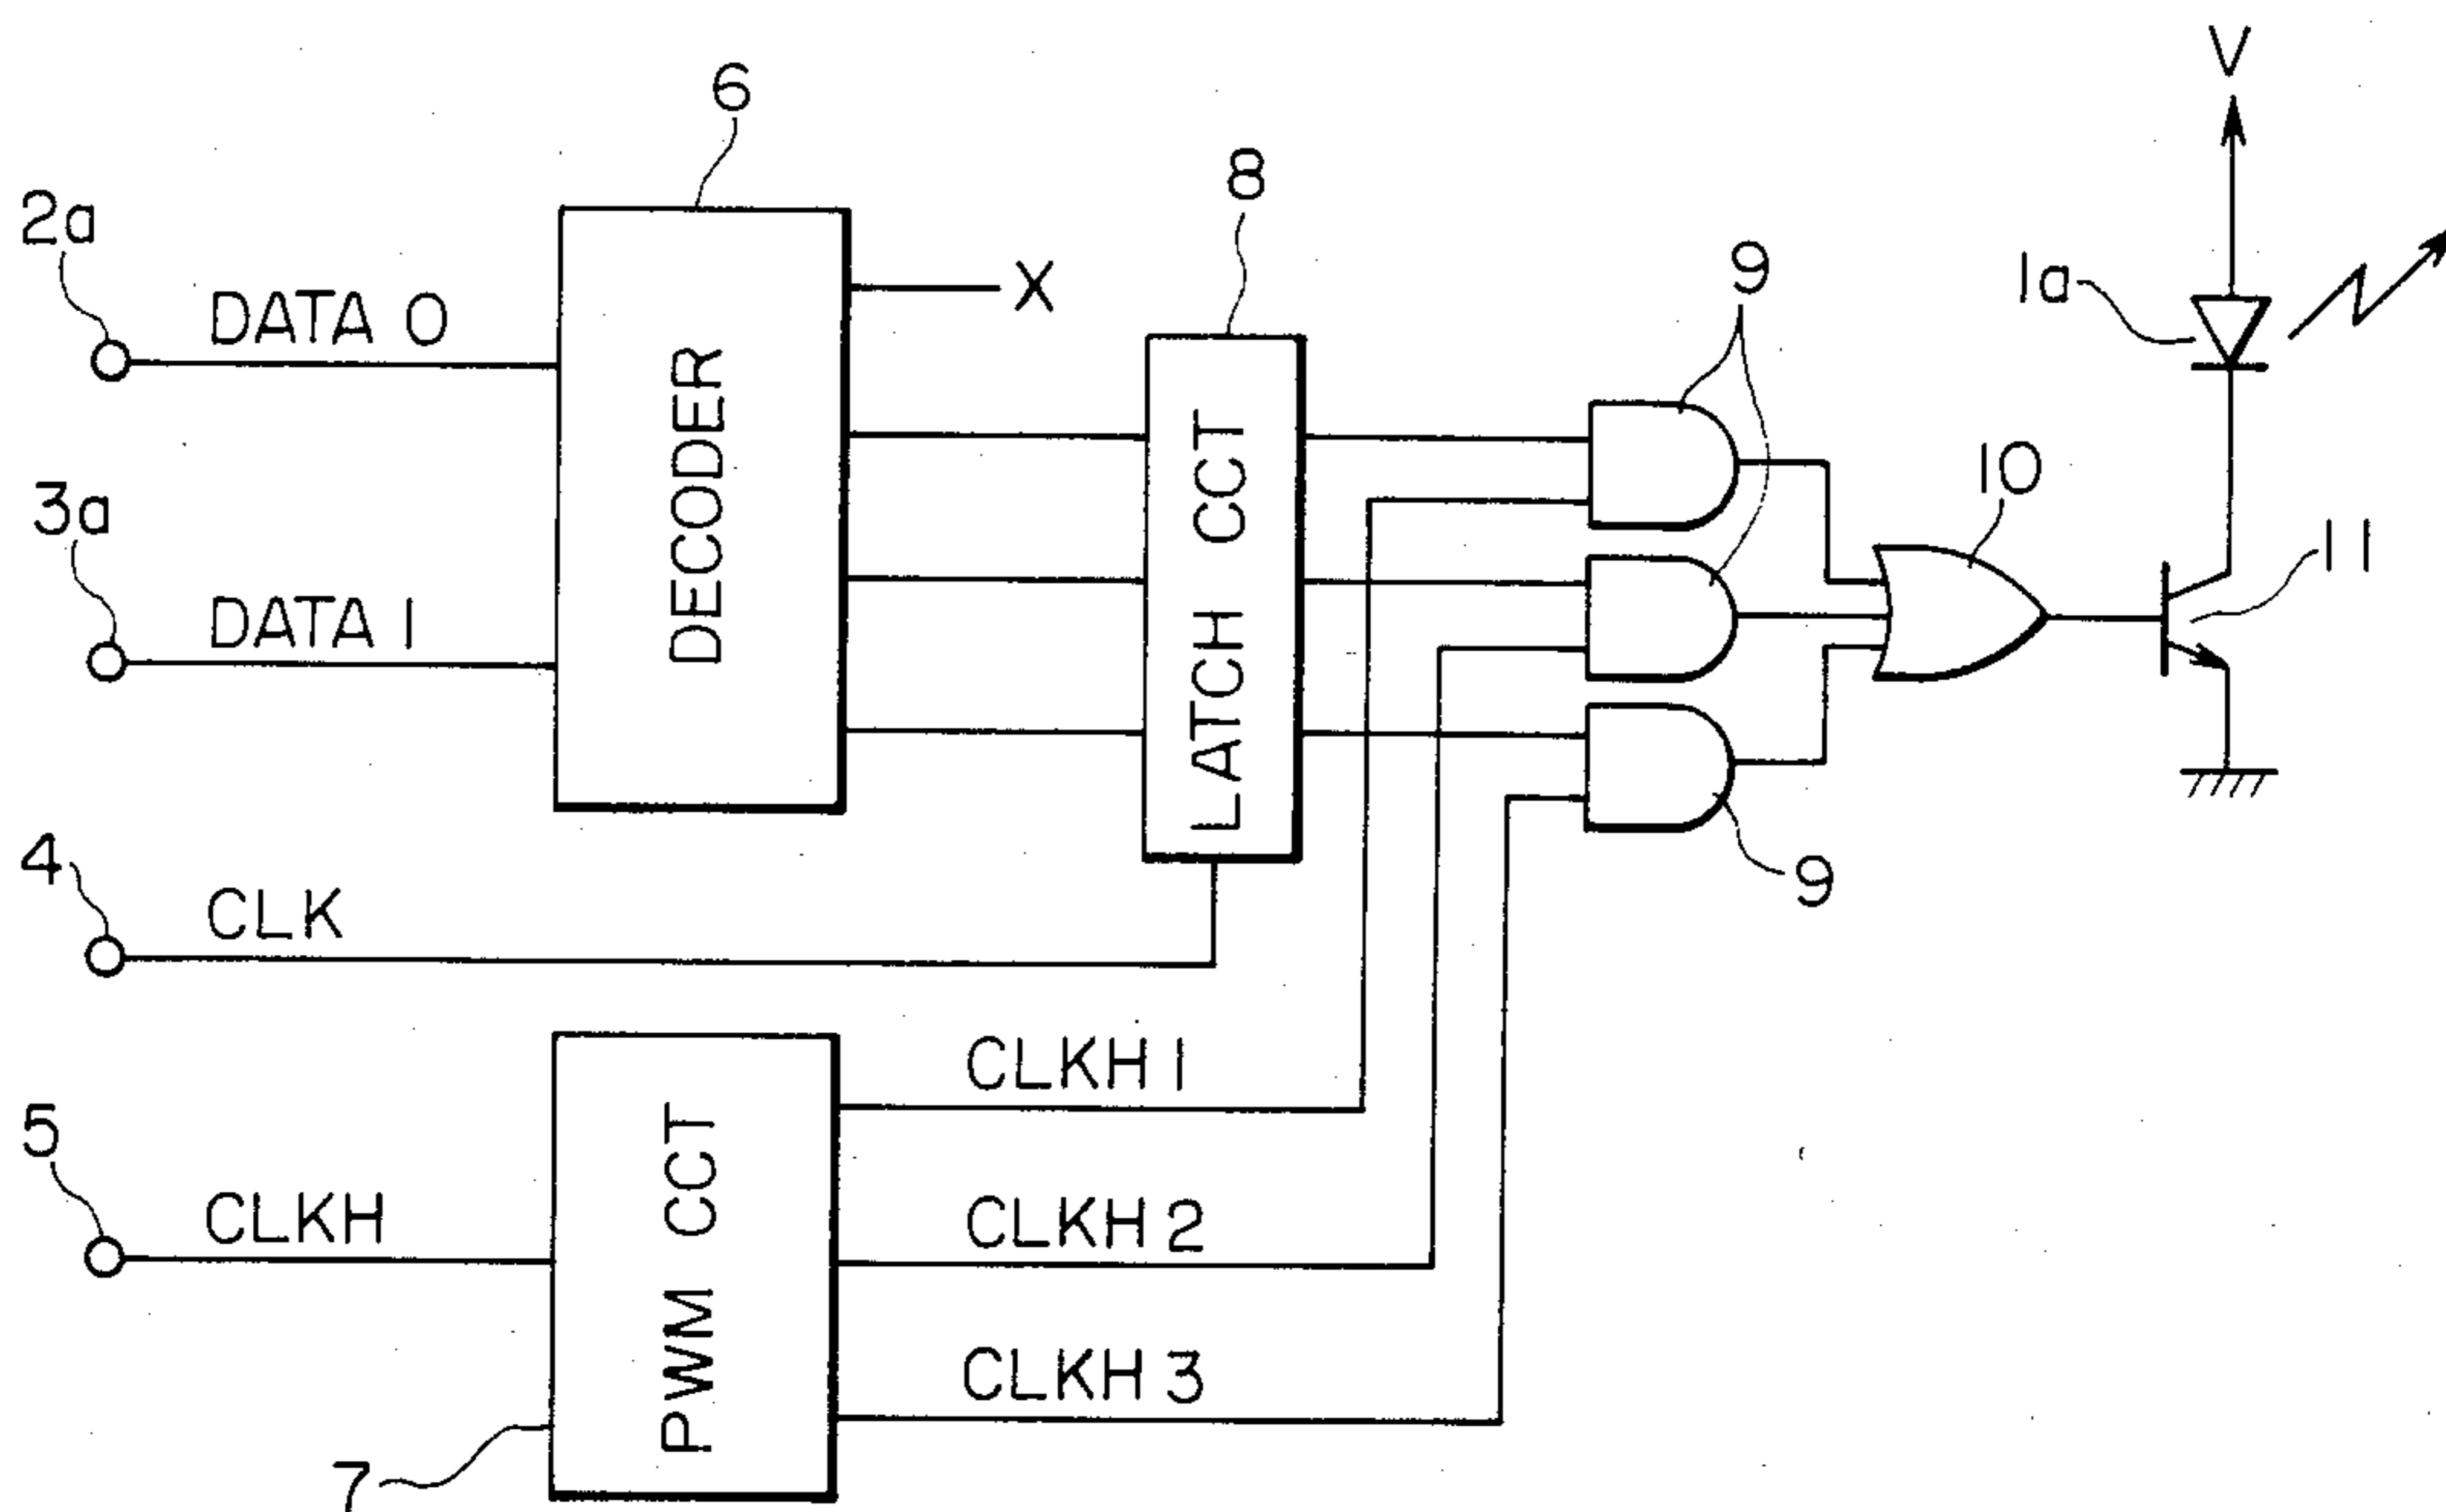 V
6
8
2a
9
1a
DATA 0
X
DECODER
LATCH CCT
10
3a
11
DATA 1
4
9
CLK
CLKH 1
5
PWM CCT
CLKH
CLKH 2
CLKH 3
7